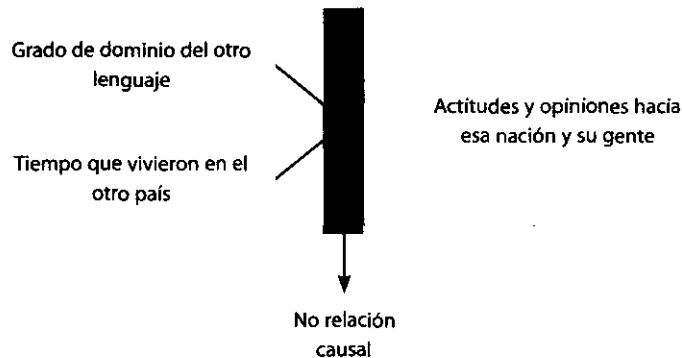 Grado de dominio del otro
lenguaje
Tiempo que vivieron en el
otro país
Actitudes y opiniones hacia
esa nación y su gente
No relación
causal